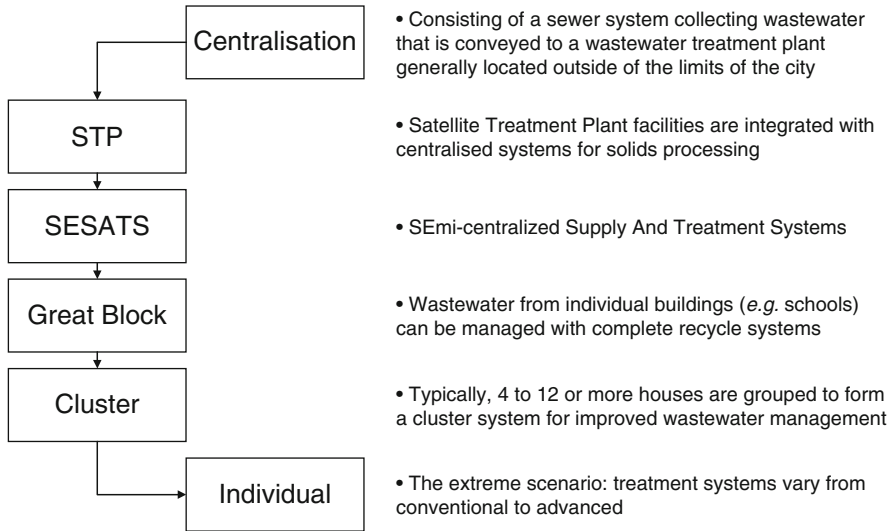 Centralisation
• Consisting of a sewer system collecting wastewater
that is conveyed to a wastewater treatment plant
generally located outside of the limits of the city
STP
• Satellite Treatment Plant facilities are integrated with
centralised systems for solids processing
SESATS
• SEmi-centralized Supply And Treatment Systems
Great Block
• Wastewater from individual buildings (e.g. schools)
can be managed with complete recycle systems
Cluster
• Typically, 4 to 12 or more houses are grouped to form
a cluster system for improved wastewater management
Individual
• The extreme scenario: treatment systems vary from
conventional to advanced